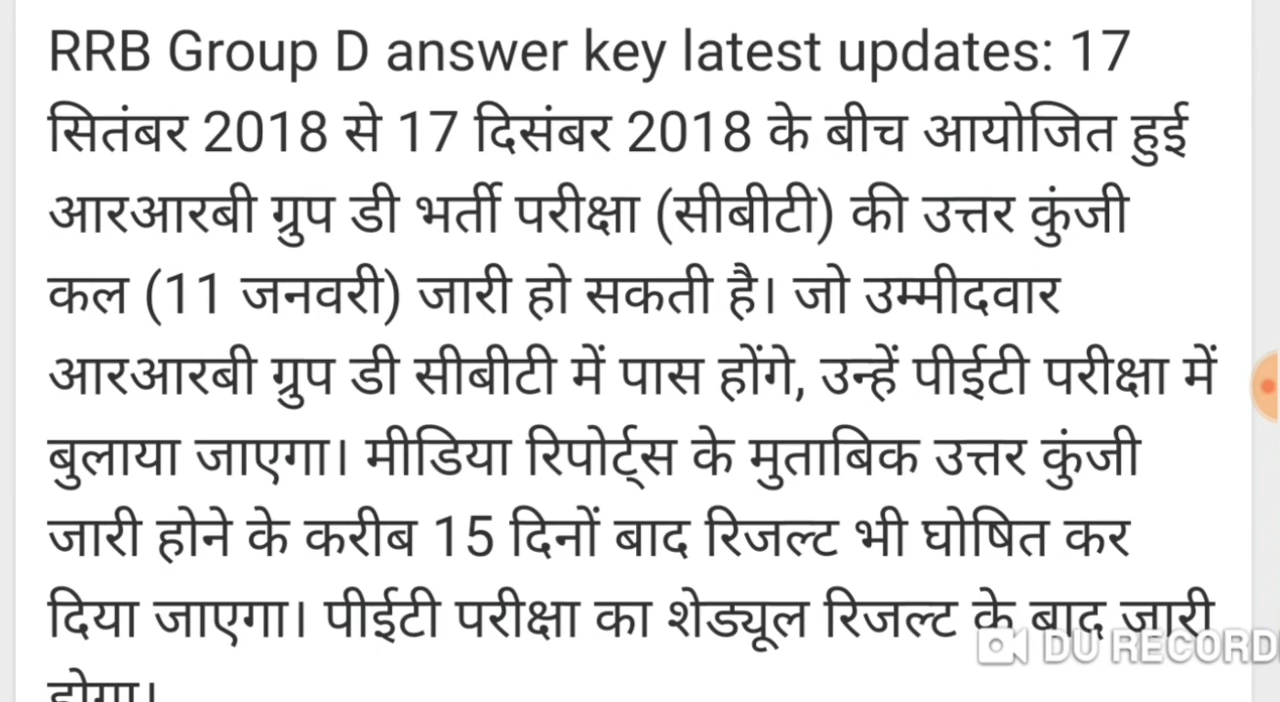 RRB Group D answer key latest updates: 17
सितंबर 2018 से 17 दिसंबर 2018 के बीच आयोजित हुई
आरआरबी ग्रुप डी भर्ती परीक्षा (सीबीटी) की उत्तर कुंजी
कल (11 जनवरी) जारी हो सकती है। जो उम्मीदवार
आरआरबी ग्रुप डी सीबीटी में पास होंगे, उन्हें पीईटी परीक्षा में
बुलाया जाएगा। मीडिया रिपोर्ट्स के मुताबिक उत्तर कुंजी
जारी होने के करीब 15 दिनों बाद रिजल्ट भी घोषित कर
दिया जाएगा। पीईटी परीक्षा का शेड्यूल रिजल्ट के बाद जारी
होगा।
DU RECORD